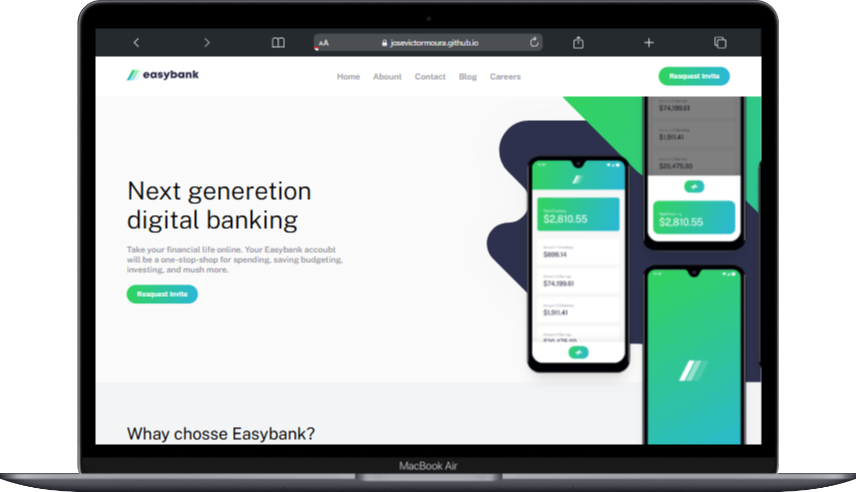 AA josevictormoura.github.io
easybank Home Abount Contact Blog Careers Resquest Invite
Next generetion
digital banking
Take your financial life online. Your Easybank accoubt
will be a one-stop-shop for spending, saving budgeting,
investing, and mush more.
Resquest Invite
$2,810.55
$898.14
$74,199.61
$1,911.41
$20,475.00
$74,199.61
$1,911.41
$20,475.00
$2,810.55
Whay chosse Easybank?
MacBook Air